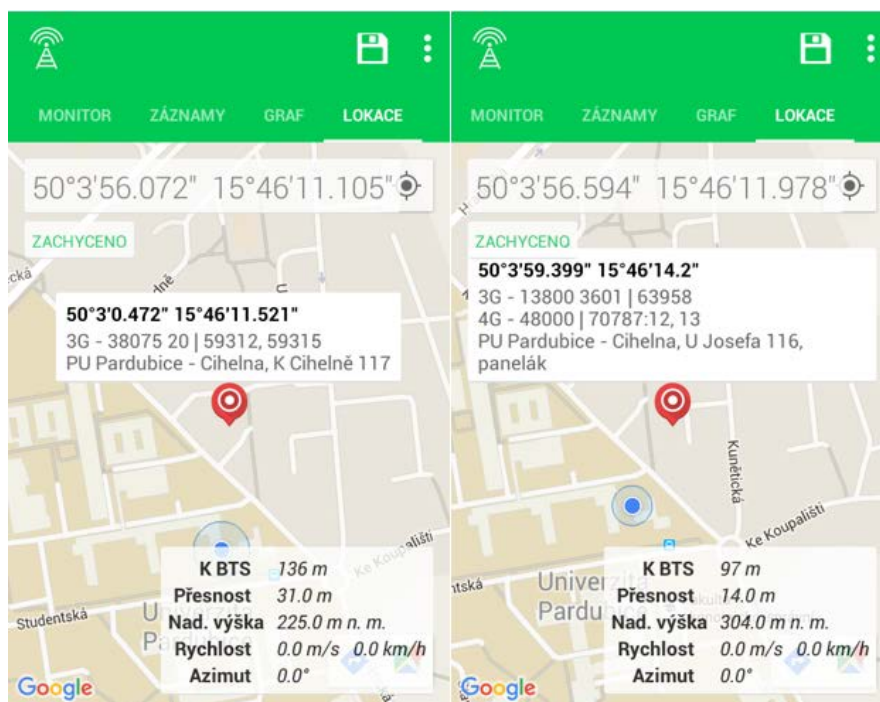 MONITOR ZÁZNAMY GRAF LOKACE
50°3'56.072" 15°46'11.105"
ZACHYCENO
50°3'0.472" 15°46'11.521"
3G - 38075 20 | 59312, 59315
PU Pardubice - Cihelna, K Cihelně 117
Ke Koupališti
K BTS 136 m
Přesnost 31.0 m
Studentská
Nad. výška 225.0 m n. m.
Rychlost 0.0 m/s 0.0 km/h
Azimut 0.0°
Google
MONITOR ZÁZNAMY GRAF LOKACE
50°3'56.594" 15°46'11.978"
ZACHYCENO
50°3'59.399" 15°46'14.2"
3G - 13800 3601 | 63958
4G - 48000 | 70787:12, 13
PU Pardubice - Cihelna, U Josefa 116,
panelák
Kunětická
Ke Koupališti
K BTS 97 m
Přesnost 14.0 m
Nad. výška 304.0 m n. m.
Rychlost 0.0 m/s 0.0 km/h
Azimut 0.0°
Google